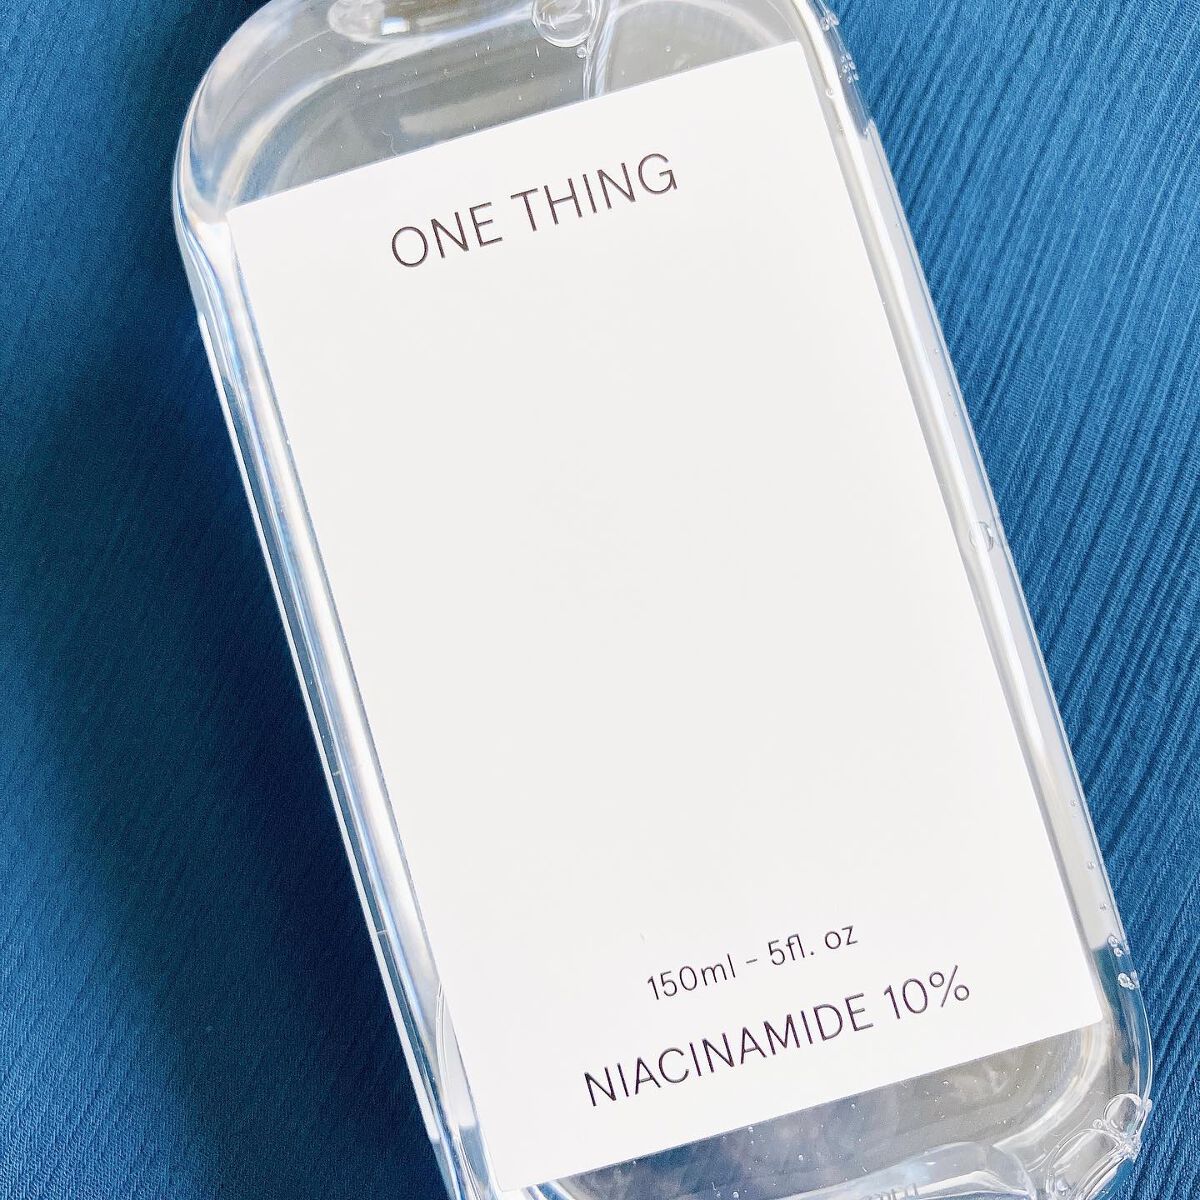 ONE THING
150ml - 5fl. oz
NIACINAMIDE 10%